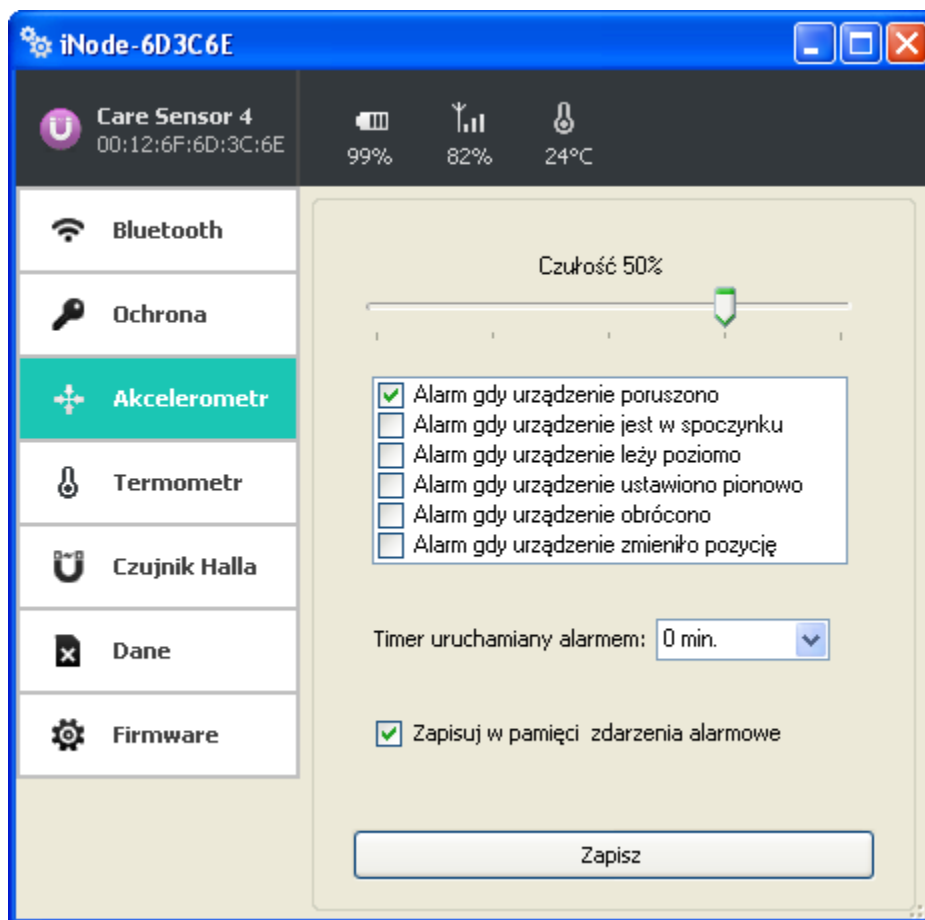 iNode-6D3C6E
Care Sensor 4
00:12:6F:6D:3C:6E
99%
82%
24°C
Bluetooth
Ochrona
Akcelerometr
Termometr
Czujnik Halla
Dane
Firmware
Czułość 50%
Alarm gdy urządzenie poruszono
Alarm gdy urządzenie jest w spoczynku
Alarm gdy urządzenie leży poziomo
Alarm gdy urządzenie ustawiono pionowo
Alarm gdy urządzenie obrócono
Alarm gdy urządzenie zmieniło pozycję
Timer uruchamiany alarmem: 0 min.
Zapisuj w pamięci zdarzenia alarmowe
Zapisz